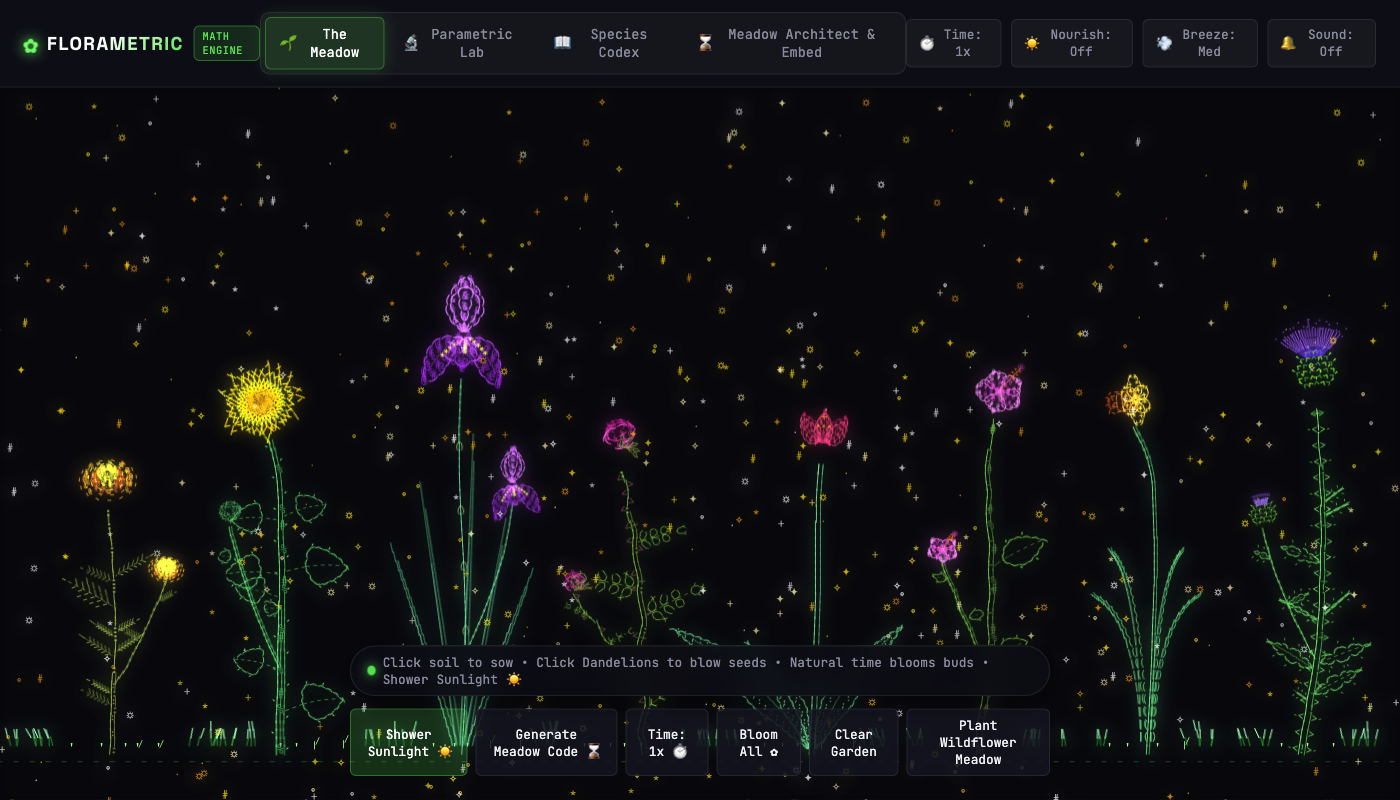 FLORAMETRIC
MATH
ENGINE
The
Meadow
Parametric
Lab
Species
Codex
Meadow Architect &
Embed
Time:
1x
Nourish:
Off
Breeze:
Med
Sound:
Off
Click soil to sow • Click Dandelions to blow seeds • Natural time blooms buds •
Shower Sunlight ☀️
Shower
Sunlight ☀️
Generate
Meadow Code ⏳
Time:
1x ⏱️
Bloom
All ✿
Clear
Garden
Plant
Wildflower
Meadow